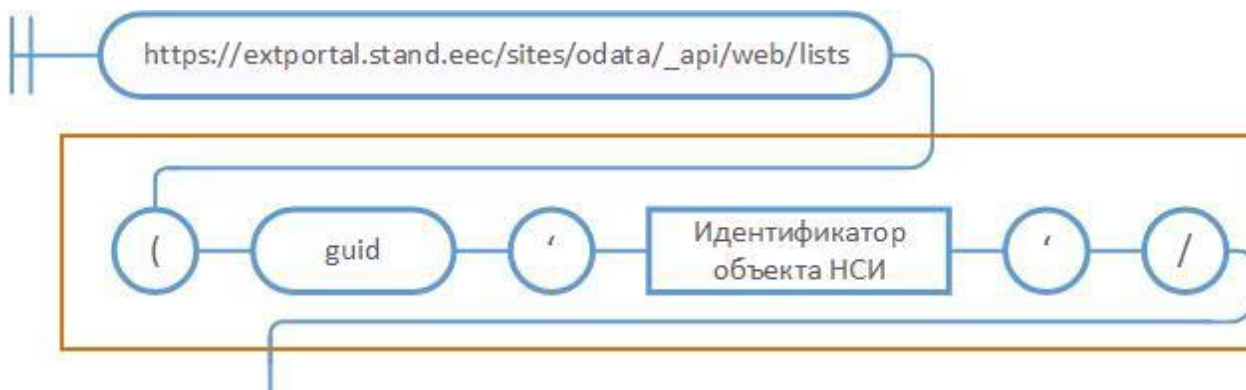 https://extportal.stand.eec/sites/odata/_api/web/lists
( guid ‘ Идентификатор ‘ /
объекта НСИ